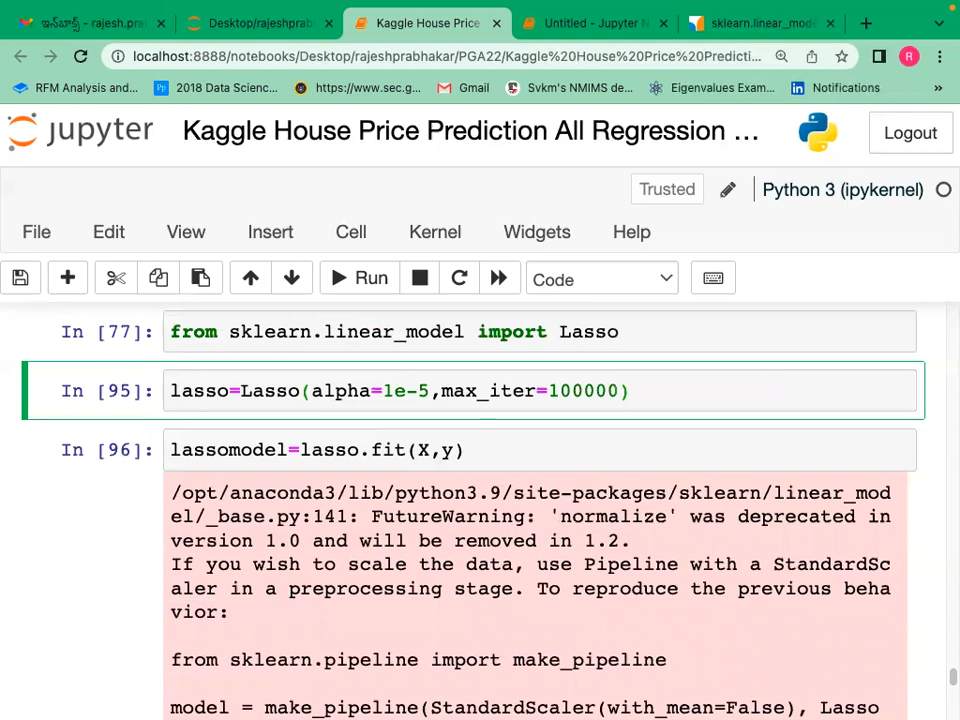 ఇన్‌బాక్స్ - rajesh.pra
Desktop/rajeshprab
Kaggle House Price
Untitled - Jupyter N
sklearn.linear_mode
localhost:8888/notebooks/Desktop/rajeshprabhakar/PGA22/Kaggle%20House%20Price%20Predicti...
R
RFM Analysis and...
2018 Data Scienc...
https://www.sec.g...
Gmail
Svkm's NMIMS de...
Eigenvalues Exam...
Notifications
»
jupyter
Kaggle House Price Prediction All Regression ...
Logout
Trusted
Python 3 (ipykernel)
File Edit View Insert Cell Kernel Widgets Help
Run
Code
In [77]: from sklearn.linear_model import Lasso
In [95]: lasso=Lasso(alpha=1e-5,max_iter=100000)
In [96]: lassomodel=lasso.fit(X,y)
/opt/anaconda3/lib/python3.9/site-packages/sklearn/linear_mod
el/_base.py:141: FutureWarning: 'normalize' was deprecated in
version 1.0 and will be removed in 1.2.
If you wish to scale the data, use Pipeline with a StandardSc
aler in a preprocessing stage. To reproduce the previous beha
vior:
from sklearn.pipeline import make_pipeline
model = make_pipeline(StandardScaler(with_mean=False), Lasso